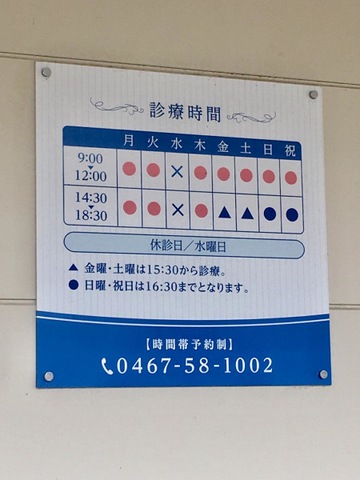 診療時間
月 火 水 木 金 土 日 祝
9:00▼12:00 ● ● × ● ● ● ● ●
14:30▼18:30 ● ● × ● ▲ ▲ ● ●
休診日／水曜日
▲ 金曜・土曜は15:30から診療。
● 日曜・祝日は16:30までとなります。
【時間帯予約制】
0467-58-1002